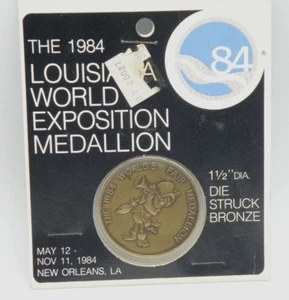 THE 1984
LOUISIANA
WORLD
EXPOSITION
MEDALLION
84
THE 1984 WORLD'S FAIR MEDALLION
1½" DIA.
DIE
STRUCK
BRONZE
MAY 12 -
NOV 11, 1984
NEW ORLEANS, LA